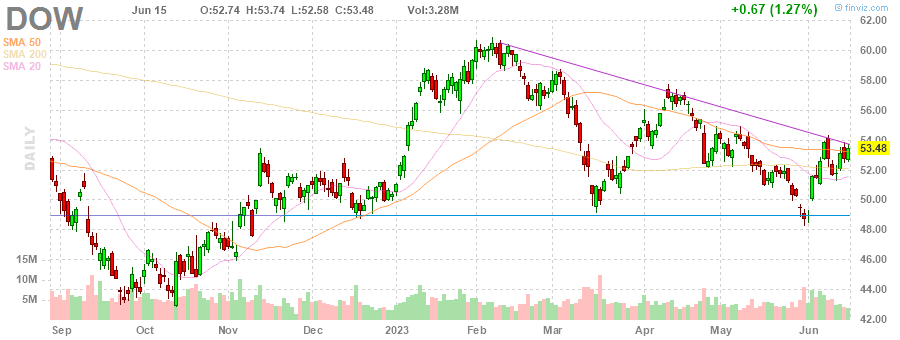 DOW Jun 15 O:52.74 H:53.74 L:52.58 C:53.48 Vol:3.28M +0.67 (1.27%) © finviz.com
SMA 50
SMA 200
SMA 20
DAILY
62.00
60.00
58.00
56.00
54.00
53.48
52.00
50.00
48.00
46.00
44.00
42.00
15M
10M
5M
Sep Oct Nov Dec 2023 Feb Mar Apr May Jun